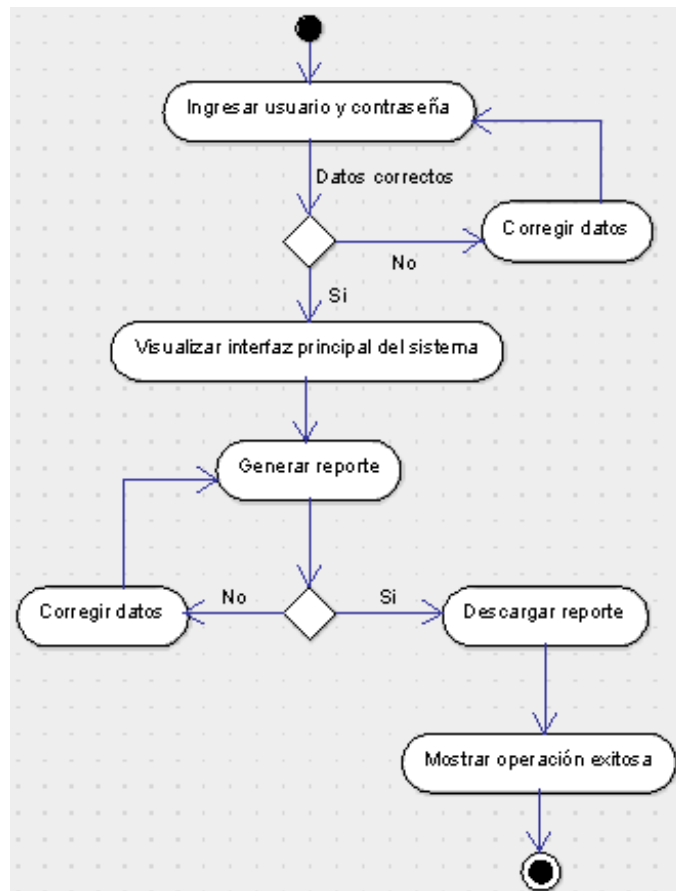 Ingresar usuario y contraseña
Datos correctos
Corregir datos
No
Si
Visualizar interfaz principal del sistema
Generar reporte
Corregir datos
No
Si
Descargar reporte
Mostrar operación exitosa